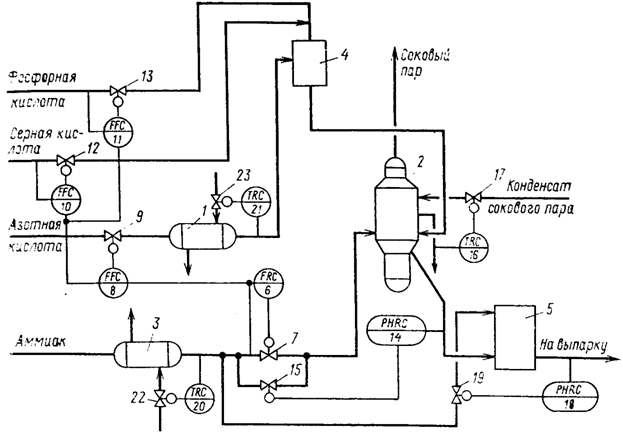 Фосфорная
кислота
13
4
Соковый
пар
FFC
11
Серная кис-
лота
12
FFC
10
23
TRC
21
2
17
Конденсат
сокового пара
TRC
16
Азотная
кислота
9
1
FFC
8
FRC
6
7
PHRC
14
5
На выпарку
Аммиак
3
15
22
TRC
20
19
PHRC
18